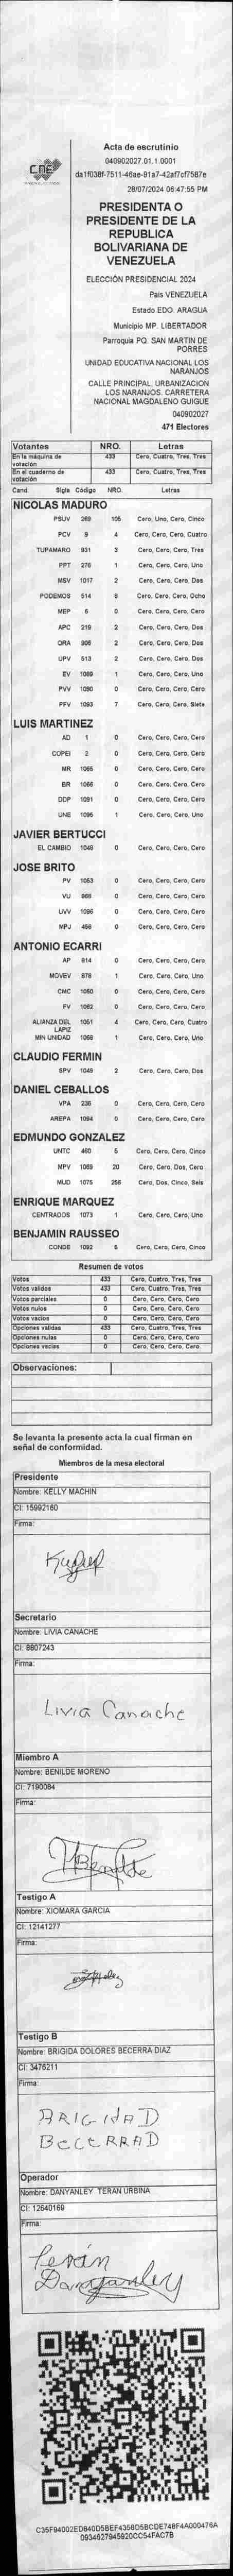 CNE
Acta de escrutinio
040902027.01.1.0001
da1f038f-7511-46ae-91a7-42af7cf7587e
28/07/2024 06:47:55 PM
PRESIDENTA O
PRESIDENTE DE LA
REPUBLICA
BOLIVARIANA DE
VENEZUELA
ELECCIÓN PRESIDENCIAL 2024
Pais VENEZUELA
Estado EDO. ARAGUA
Municipio MP. LIBERTADOR
Parroquia PQ. SAN MARTIN DE
PORRES
UNIDAD EDUCATIVA NACIONAL LOS
NARANJOS
CALLE PRINCIPAL. URBANIZACION
LOS NARANJOS. CARRETERA
NACIONAL MAGDALENO GUIGUE
040902027
471 Electores
Votantes NRO. Letras
En la máquina de votación 433 Cero, Cuatro, Tres, Tres
En el cuaderno de votación 433 Cero, Cuatro, Tres, Tres
Cand. Sigla Código NRO. Letras
NICOLAS MADURO
PSUV 268 105 Cero, Uno, Cero, Cinco
PCV 9 4 Cero, Cero, Cero, Cuatro
TUPAMARO 931 3 Cero, Cero, Cero, Tres
PPT 276 1 Cero, Cero, Cero, Uno
MSV 1017 2 Cero, Cero, Cero, Dos
PODEMOS 514 8 Cero, Cero, Cero, Ocho
MEP 6 0 Cero, Cero, Cero, Cero
APC 219 2 Cero, Cero, Cero, Dos
ORA 906 2 Cero, Cero, Cero, Dos
UPV 513 2 Cero, Cero, Cero, Dos
EV 1089 1 Cero, Cero, Cero, Uno
PVV 1090 0 Cero, Cero, Cero, Cero
PFV 1093 7 Cero, Cero, Cero, Siete
LUIS MARTINEZ
AD 1 0 Cero, Cero, Cero, Cero
COPEI 2 0 Cero, Cero, Cero, Cero
MR 1065 0 Cero, Cero, Cero, Cero
BR 1066 0 Cero, Cero, Cero, Cero
DDP 1091 0 Cero, Cero, Cero, Cero
UNE 1095 1 Cero, Cero, Cero, Uno
JAVIER BERTUCCI
EL CAMBIO 1048 0 Cero, Cero, Cero, Cero
JOSE BRITO
PV 1053 0 Cero, Cero, Cero, Cero
VU 968 0 Cero, Cero, Cero, Cero
UVV 1096 0 Cero, Cero, Cero, Cero
MPJ 458 0 Cero, Cero, Cero, Cero
ANTONIO ECARRI
AP 814 0 Cero, Cero, Cero, Cero
MOVEV 878 1 Cero, Cero, Cero, Uno
CMC 1050 0 Cero, Cero, Cero, Cero
FV 1062 0 Cero, Cero, Cero, Cero
ALIANZA DEL LAPIZ 1051 4 Cero, Cero, Cero, Cuatro
MIN UNIDAD 1068 1 Cero, Cero, Cero, Uno
CLAUDIO FERMIN
SPV 1049 2 Cero, Cero, Cero, Dos
DANIEL CEBALLOS
VPA 236 0 Cero, Cero, Cero, Cero
AREPA 1094 0 Cero, Cero, Cero, Cero
EDMUNDO GONZALEZ
UNTC 460 5 Cero, Cero, Cero, Cinco
MPV 1069 20 Cero, Cero, Dos, Cero
MUD 1075 256 Cero, Dos, Cinco, Seis
ENRIQUE MARQUEZ
CENTRADOS 1073 1 Cero, Cero, Cero, Uno
BENJAMIN RAUSSEO
CONDE 1092 5 Cero, Cero, Cero, Cinco
Resumen de votos
Votos 433 Cero, Cuatro, Tres, Tres
Votos validos 433 Cero, Cuatro, Tres, Tres
Votos parciales 0 Cero, Cero, Cero, Cero
Votos nulos 0 Cero, Cero, Cero, Cero
Votos vacios 0 Cero, Cero, Cero, Cero
Opciones validas 433 Cero, Cuatro, Tres, Tres
Opciones nulas 0 Cero, Cero, Cero, Cero
Opciones vacias 0 Cero, Cero, Cero, Cero
Observaciones:
Se levanta la presente acta la cual firman en
señal de conformidad.
Miembros de la mesa electoral
Presidente
Nombre: KELLY MACHIN
CI: 15992160
Firma:
Secretario
Nombre: LIVIA CANACHE
CI: 8807243
Firma:
Livia Canache
Miembro A
Nombre: BENILDE MORENO
CI: 7190084
Firma:
Benilde
Testigo A
Nombre: XIOMARA GARCIA
CI: 12141277
Firma:
Testigo B
Nombre: BRIGIDA DOLORES BECERRA DIAZ
CI: 3476211
Firma:
BRIGIDA D
BECERRA D
Operador
Nombre: DANYANLEY TERAN URBINA
CI: 12640169
Firma:
Terán
Danyanley
C35F94002ED840D5BEF4356D5BCDE748F4A000476A
0934627945920CC54FAC7B